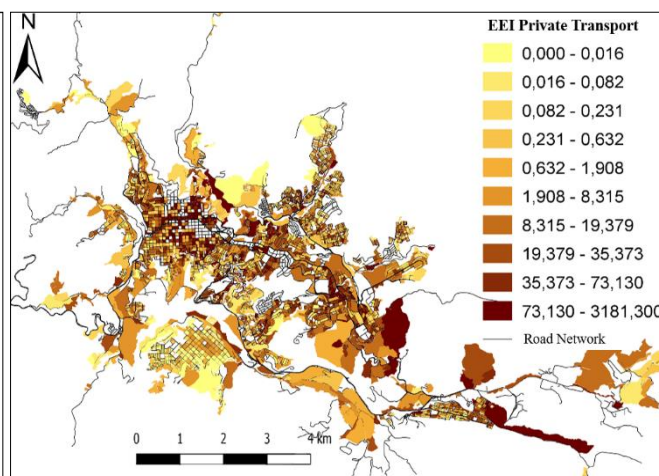 N
EEI Private Transport
0,000 - 0,016
0,016 - 0,082
0,082 - 0,231
0,231 - 0,632
0,632 - 1,908
1,908 - 8,315
8,315 - 19,379
19,379 - 35,373
35,373 - 73,130
73,130 - 3181,300
Road Network
0 1 2 3 4 km